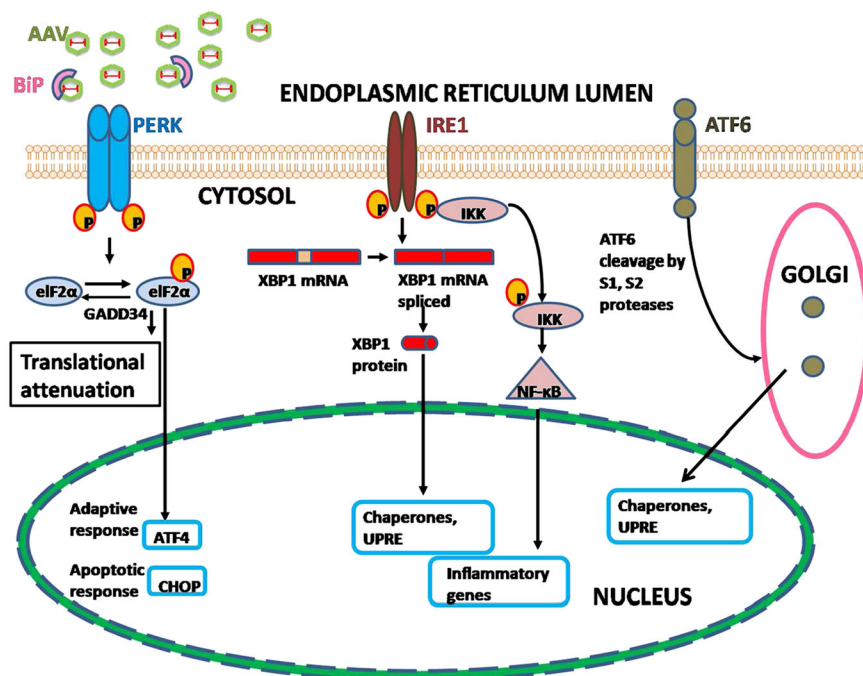 AAV
BiP
ENDOPLASMIC RETICULUM LUMEN
PERK
IRE1
ATF6
CYTOSOL
P
P
P
P
IKK
XBP1 mRNA
XBP1 mRNA
spliced
P
eIF2α
eIF2α
GADD34
Translational
attenuation
XBP1
protein
P
IKK
NF-κB
ATF6
cleavage by
S1, S2
proteases
GOLGI
Adaptive
response
ATF4
Apoptotic
response
CHOP
Chaperones,
UPRE
Inflammatory
genes
Chaperones,
UPRE
NUCLEUS